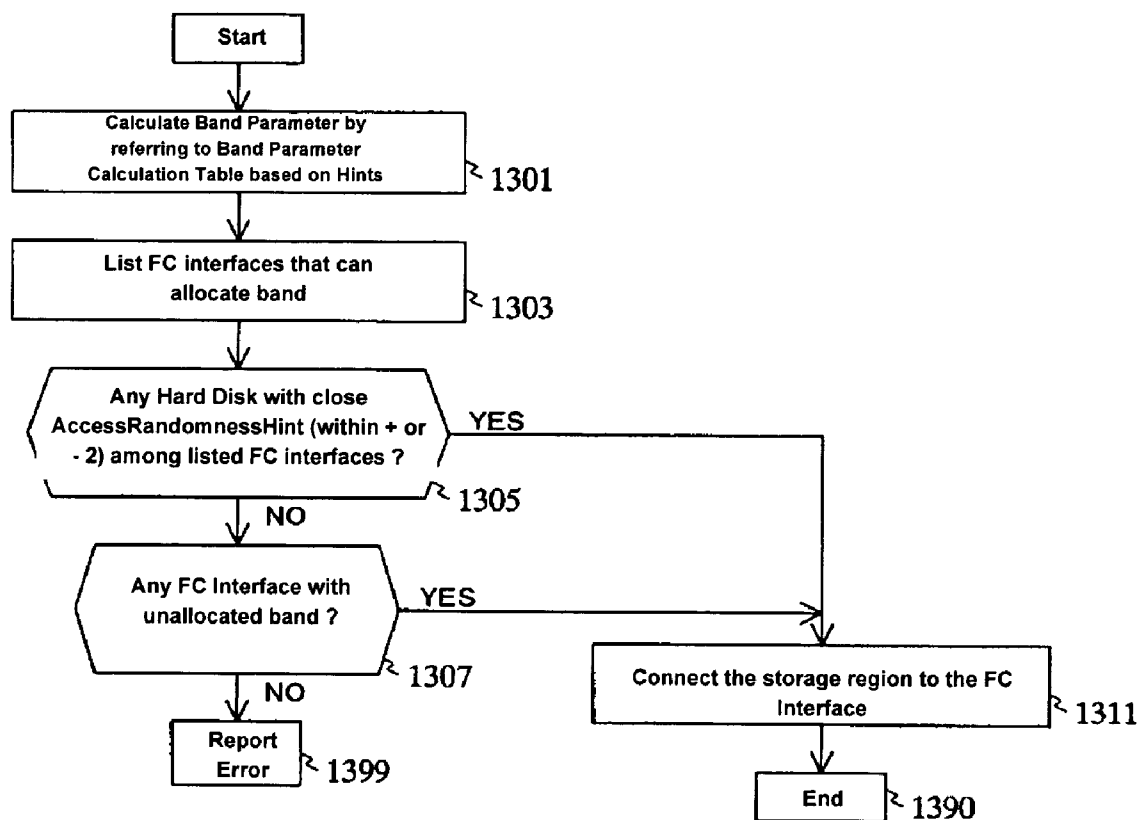 Start
Calculate Band Parameter by
referring to Band Parameter
Calculation Table based on Hints
1301
List FC interfaces that can
allocate band
1303
Any Hard Disk with close
AccessRandomnessHint (within + or
- 2) among listed FC interfaces ?
YES
1305
NO
Any FC Interface with
unallocated band ?
YES
1307
NO
Connect the storage region to the FC
Interface
1311
Report
Error
1399
End
1390